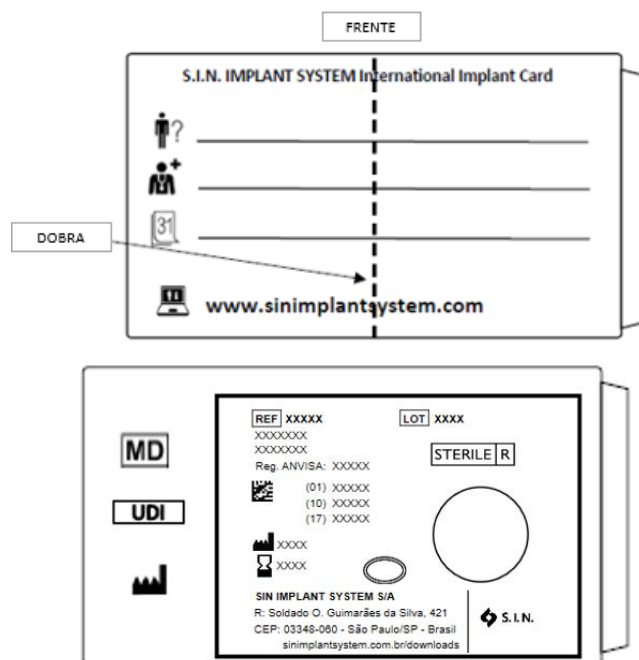 FRENTE
S.I.N. IMPLANT SYSTEM International Implant Card
?
+
31
DOBRA
www.sinimplantsystem.com
MD
UDI
REF XXXXX
LOT XXXX
XXXXXXX
XXXXXXX
STERILE R
Reg. ANVISA: XXXXX
(01) XXXXX
(10) XXXXX
(17) XXXXX
XXXX
XXXX
SIN IMPLANT SYSTEM S/A
R: Soldado O. Guimarães da Silva, 421
CEP: 03348-060 - São Paulo/SP - Brasil
sinimplantsystem.com.br/downloads
S.I.N.